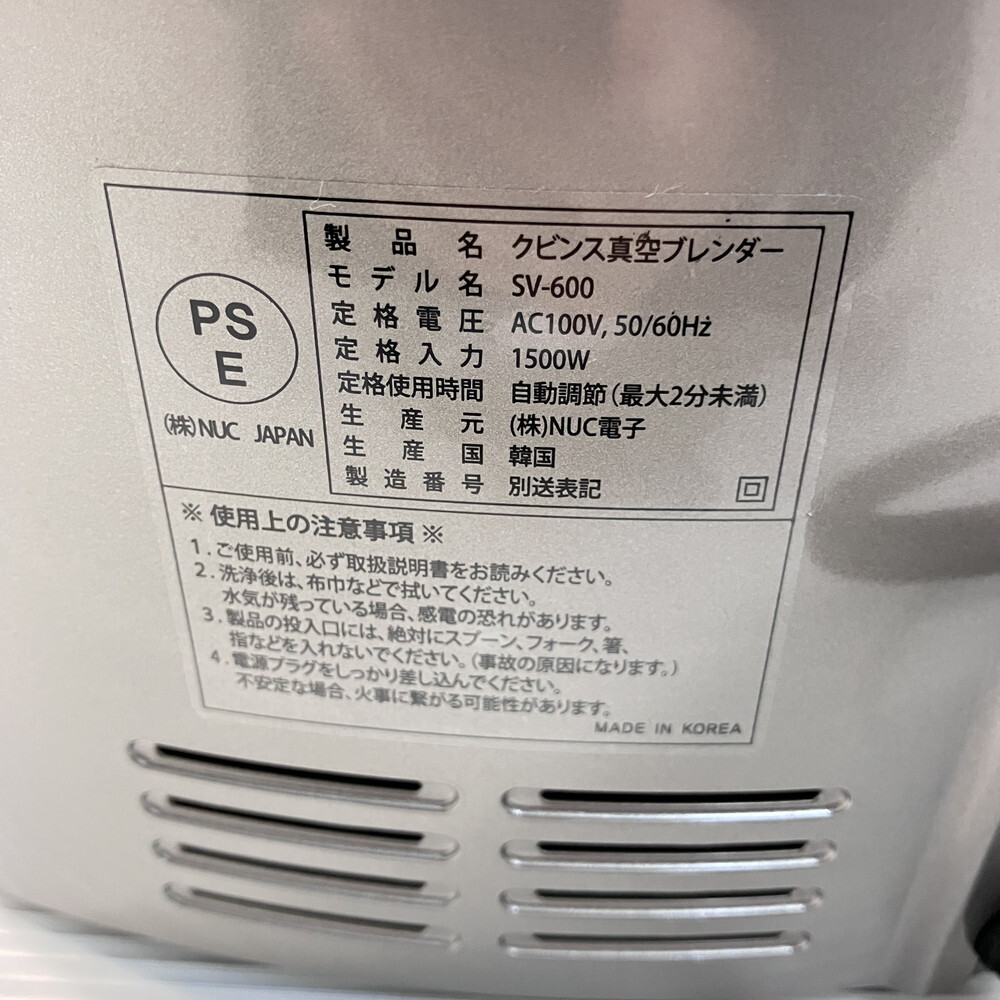 PS
E
(株)NUC JAPAN
製品名 クビンス真空ブレンダー
モデル名 SV-600
定格電圧 AC100V, 50/60Hz
定格入力 1500W
定格使用時間 自動調節(最大2分未満)
生産元 (株)NUC電子
生産国 韓国
製造番号 別送表記
※ 使用上の注意事項 ※
1. ご使用前、必ず取扱説明書をお読みください。
2. 洗浄後は、布巾などで拭いてください。
水気が残っている場合、感電の恐れがあります。
3. 製品の投入口には、絶対にスプーン、フォーク、箸、
指などを入れないでください。(事故の原因になります。)
4. 電源プラグをしっかり差し込んでください。
不安定な場合、火事に繋がる可能性があります。
MADE IN KOREA